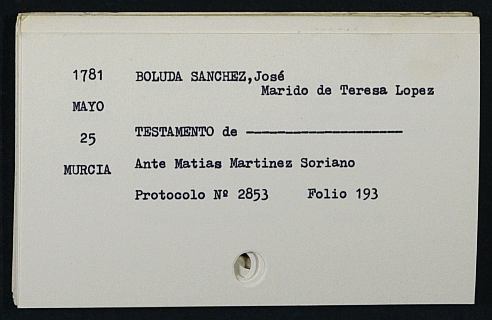 1781 BOLUDA SANCHEZ,José
Marido de Teresa Lopez
MAYO
25 TESTAMENTO de --------------------
MURCIA Ante Matias Martinez Soriano
Protocolo Nº 2853 Folio 193